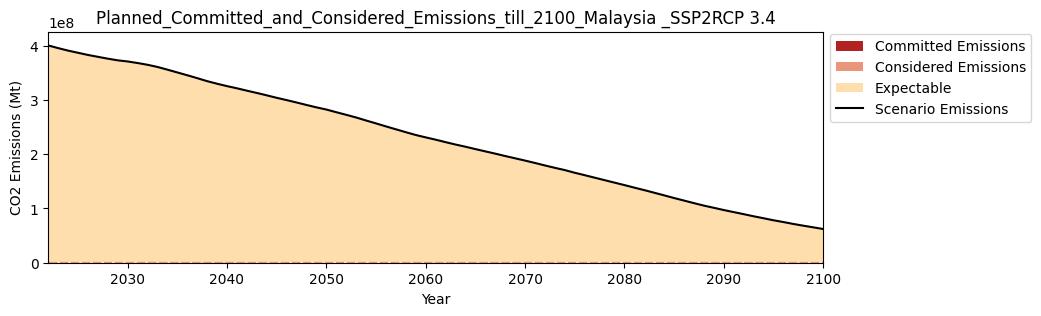 Planned_Committed_and_Considered_Emissions_till_2100_Malaysia _SSP2RCP 3.4
1e8
4
3
2
1
0
CO2 Emissions (Mt)
2030 2040 2050 2060 2070 2080 2090 2100
Year
Committed Emissions
Considered Emissions
Expectable
Scenario Emissions